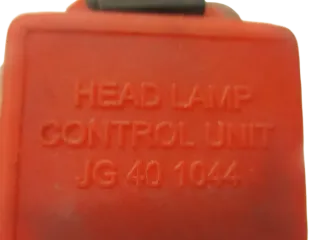 HEAD LAMP
CONTROL UNIT
JG 40 1044